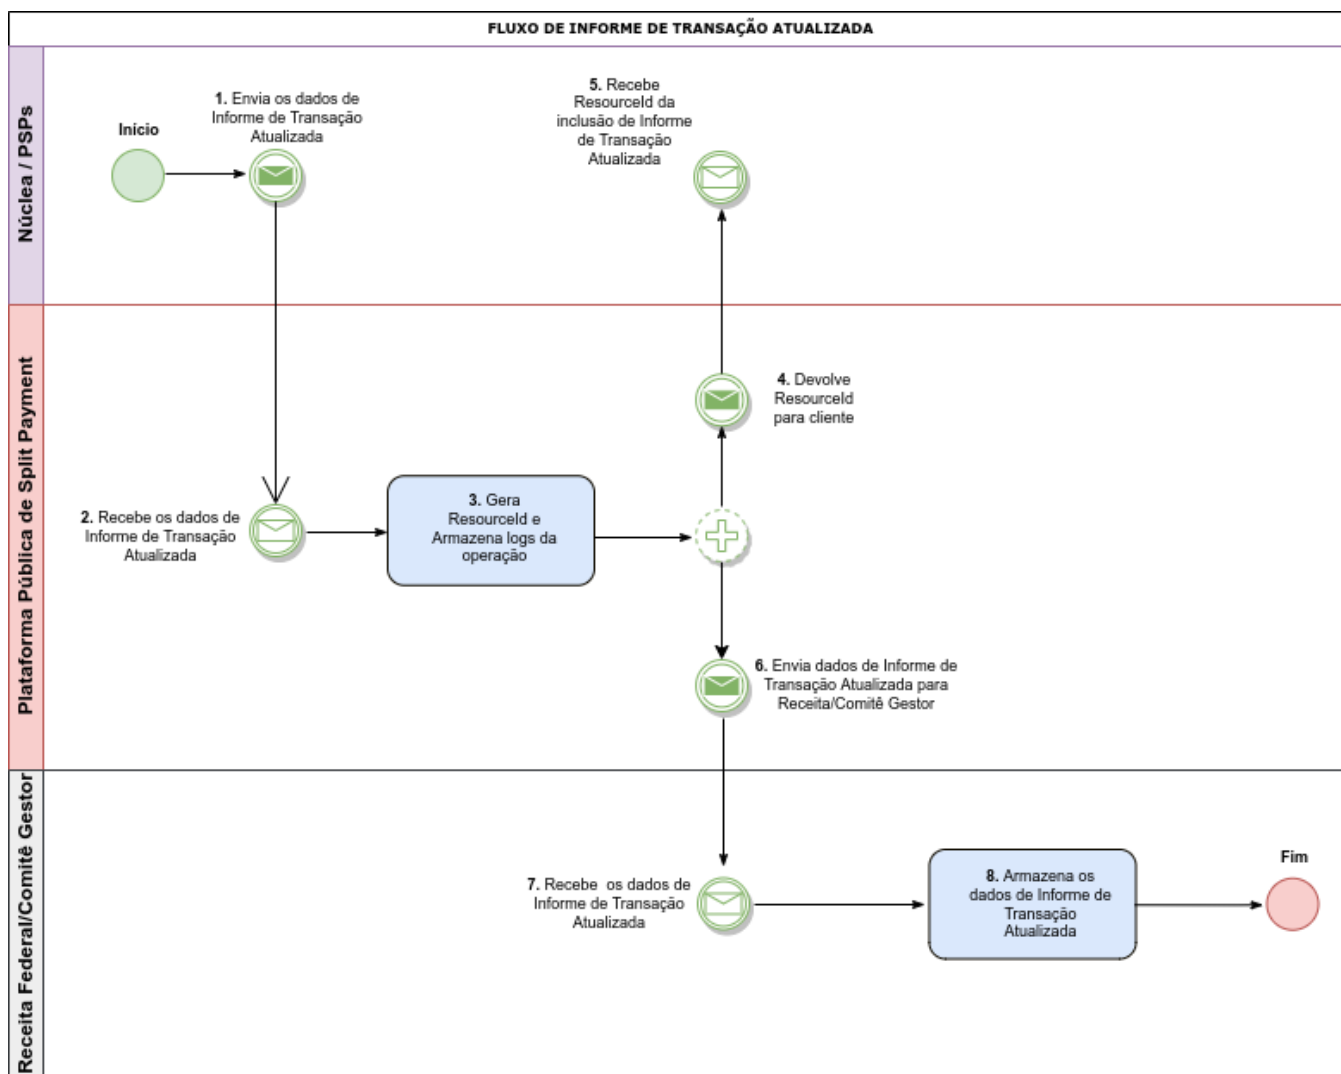 FLUXO DE INFORME DE TRANSAÇÃO ATUALIZADA
Núclea / PSPs
Início
1. Envia os dados de
Informe de Transação
Atualizada
5. Recebe
ResourceId da
inclusão de Informe
de Transação
Atualizada
Plataforma Pública de Split Payment
4. Devolve
ResourceId
para cliente
2. Recebe os dados de
Informe de Transação
Atualizada
3. Gera
ResourceId e
Armazena logs da
operação
6. Envia dados de Informe de
Transação Atualizada para
Receita/Comitê Gestor
Receita Federal/Comitê Gestor
7. Recebe  os dados de
Informe de Transação
Atualizada
8. Armazena os
dados de Informe de
Transação
Atualizada
Fim